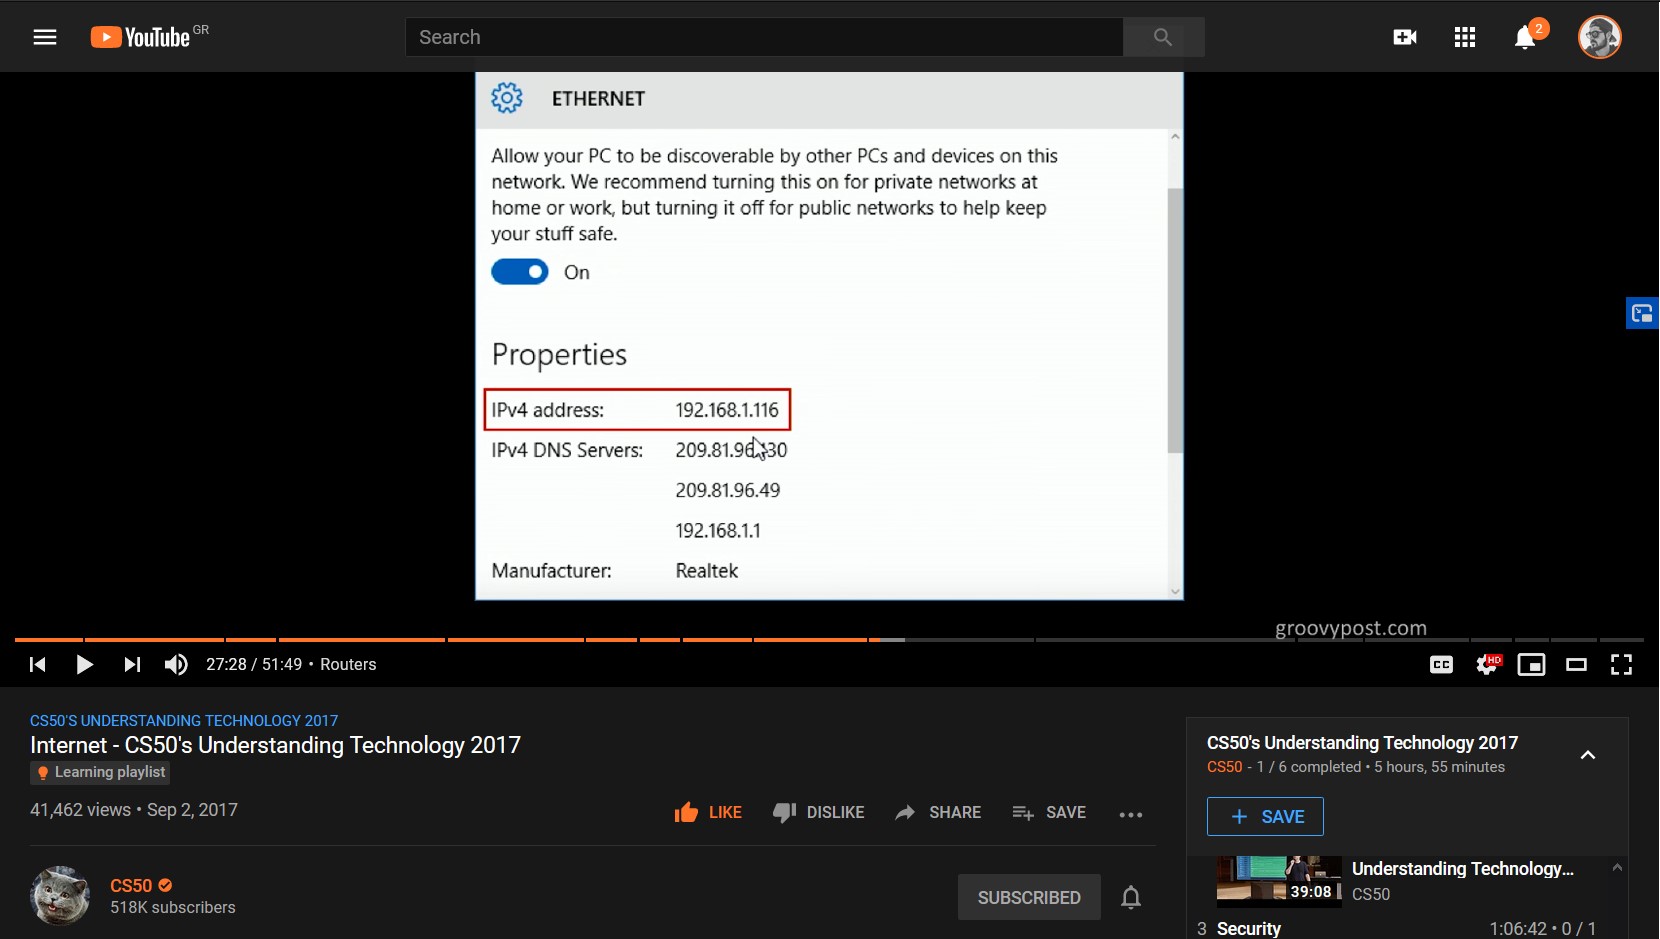 YouTube GR
Search
2
ETHERNET
Allow your PC to be discoverable by other PCs and devices on this
network. We recommend turning this on for private networks at
home or work, but turning it off for public networks to help keep
your stuff safe.
On
Properties
IPv4 address: 192.168.1.116
IPv4 DNS Servers: 209.81.96.130
209.81.96.49
192.168.1.1
Manufacturer: Realtek
groovypost.com
27:28 / 51:49 • Routers
CC
HD
CS50'S UNDERSTANDING TECHNOLOGY 2017
Internet - CS50's Understanding Technology 2017
Learning playlist
41,462 views • Sep 2, 2017
LIKE
DISLIKE
SHARE
SAVE
CS50
518K subscribers
SUBSCRIBED
CS50's Understanding Technology 2017
CS50 - 1 / 6 completed • 5 hours, 55 minutes
+ SAVE
39:08
Understanding Technology...
CS50
3 Security 1:06:42 • 0 / 1